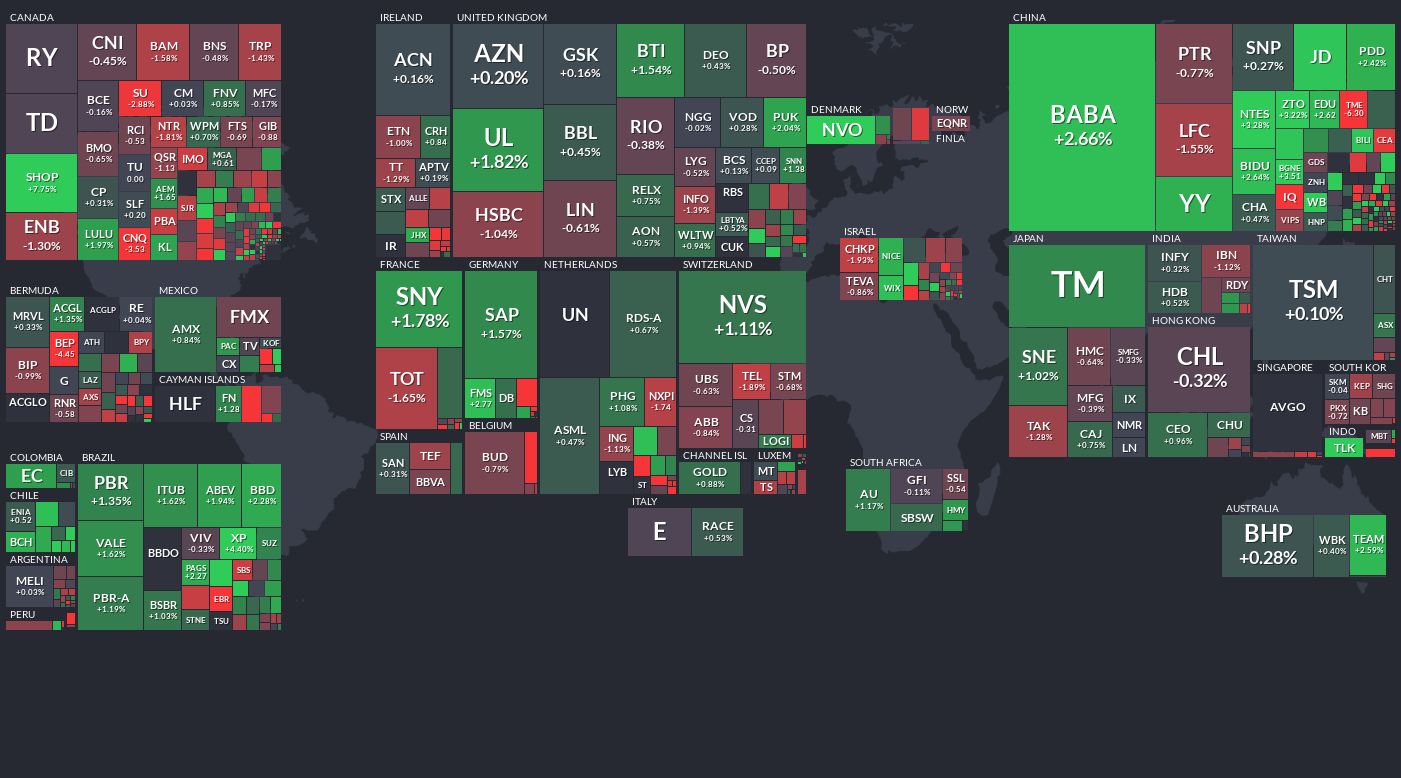 CANADA
RY
TD
SHOP
+7.75%
ENB
-1.30%
CNI
-0.45%
BAM
-1.58%
BNS
-0.48%
TRP
-1.43%
BCE
-0.16%
SU
-2.88%
CM
+0.03%
FNV
+0.85%
MFC
-0.17%
BMO
-0.65%
RCI
-0.53
NTR
-1.81%
WPM
+0.70%
FTS
-0.69
GIB
-0.88
TU
0.00
QSR
-1.13
IMO
MGA
+0.61
CP
+0.31%
SLF
+0.20
AEM
+1.65
SJR
PBA
LULU
+1.97%
CNQ
-3.53
KL
BERMUDA
MRVL
+0.33%
ACGL
+1.35%
ACGLP
RE
+0.04%
BIP
-0.99%
BEP
-4.45
ATH
BPY
G
LAZ
ACGLO
RNR
-0.58
AXS
MEXICO
AMX
+0.84%
FMX
PAC
TV
KOF
CX
CAYMAN ISLANDS
HLF
FN
+1.28
COLOMBIA
EC
CIB
CHILE
ENIA
+0.52
BCH
ARGENTINA
MELI
+0.03%
PERU
BRAZIL
PBR
+1.35%
VALE
+1.62%
PBR-A
+1.19%
ITUB
+1.62%
ABEV
+1.94%
BBD
+2.28%
BBDO
VIV
-0.33%
XP
+4.40%
SUZ
PAGS
+2.27
SBS
BSBR
+1.03%
EBR
STNE
TSU
IRELAND
ACN
+0.16%
ETN
-1.00%
CRH
+0.84
TT
-1.29%
APTV
+0.19%
STX
ALLE
JHX
IR
UNITED KINGDOM
AZN
+0.20%
UL
+1.82%
HSBC
-1.04%
GSK
+0.16%
BBL
+0.45%
LIN
-0.61%
BTI
+1.54%
DEO
+0.43%
BP
-0.50%
RIO
-0.38%
NGG
-0.02%
VOD
+0.28%
PUK
+2.04%
RELX
+0.75%
LYG
-0.52%
BCS
+0.13%
CCEP
+0.09
SNN
+1.38
INFO
-1.39%
RBS
AON
+0.57%
WLTW
+0.94%
LBTYA
+0.52%
CUK
FRANCE
SNY
+1.78%
TOT
-1.65%
GERMANY
SAP
+1.57%
FMS
+2.77
DB
SPAIN
SAN
+0.31%
TEF
BBVA
BELGIUM
BUD
-0.79%
NETHERLANDS
UN
RDS-A
+0.67%
ASML
+0.47%
PHG
+1.08%
NXPI
-1.74
ING
-1.13%
LYB
ST
SWITZERLAND
NVS
+1.11%
UBS
-0.63%
TEL
-1.89%
STM
-0.68%
ABB
-0.84%
CS
-0.31
LOGI
CHANNEL ISL
GOLD
+0.88%
LUXEM
MT
TS
ITALY
E
RACE
+0.53%
DENMARK
NVO
NORW
EQNR
FINLA
ISRAEL
CHKP
-1.93%
NICE
TEVA
-0.86%
WIX
SOUTH AFRICA
AU
+1.17%
GFI
-0.11%
SSL
-0.54
SBSW
HMY
CHINA
BABA
+2.66%
PTR
-0.77%
LFC
-1.55%
YY
SNP
+0.27%
JD
PDD
+2.42%
NTES
+3.28%
ZTO
+3.22%
EDU
+2.62
TME
-6.30
BILI
CEA
BIDU
+2.64%
BGNE
+3.51
GDS
ZNH
CHA
+0.47%
IQ
WB
VIPS
HNP
JAPAN
TM
SNE
+1.02%
HMC
-0.64%
SMFG
-0.33%
MFG
-0.39%
IX
TAK
-1.28%
CAJ
+0.75%
NMR
LN
INDIA
INFY
+0.32%
IBN
-1.12%
HDB
+0.52%
RDY
HONG KONG
CHL
-0.32%
CEO
+0.96%
CHU
TAIWAN
TSM
+0.10%
CHT
ASX
SINGAPORE
AVGO
SOUTH KOR
SKM
-0.04
KEP
SHG
PKX
-0.72
KB
INDO
TLK
MBT
AUSTRALIA
BHP
+0.28%
WBK
+0.40%
TEAM
+2.59%